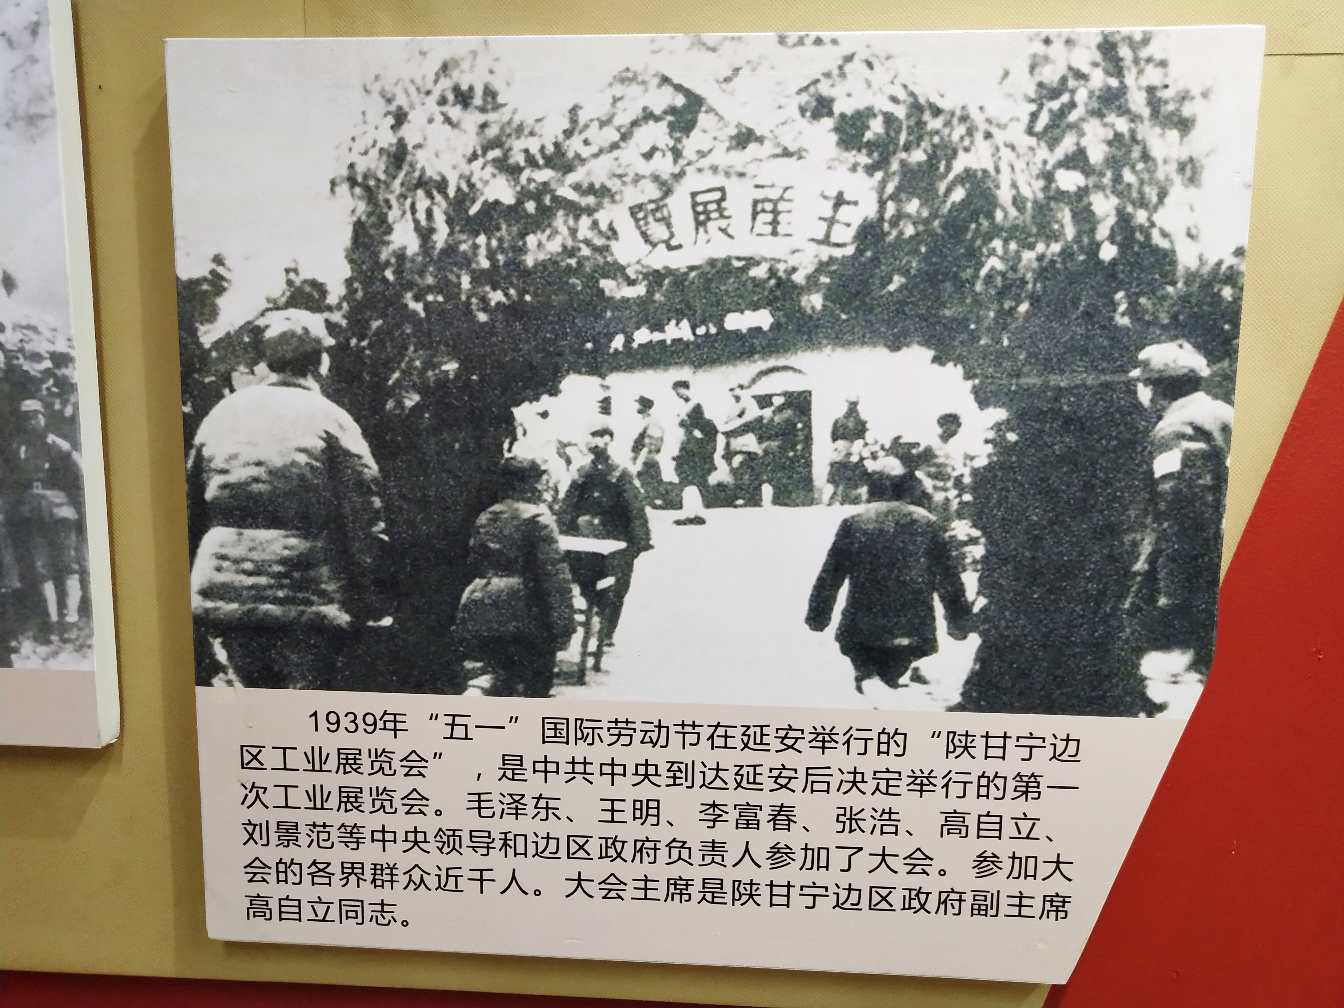 生産展覽
1939年“五一”国际劳动节在延安举行的“陕甘宁边
区工业展览会”，是中共中央到达延安后决定举行的第一
次工业展览会。毛泽东、王明、李富春、张浩、高自立、
刘景范等中央领导和边区政府负责人参加了大会。参加大
会的各界群众近千人。大会主席是陕甘宁边区政府副主席
高自立同志。